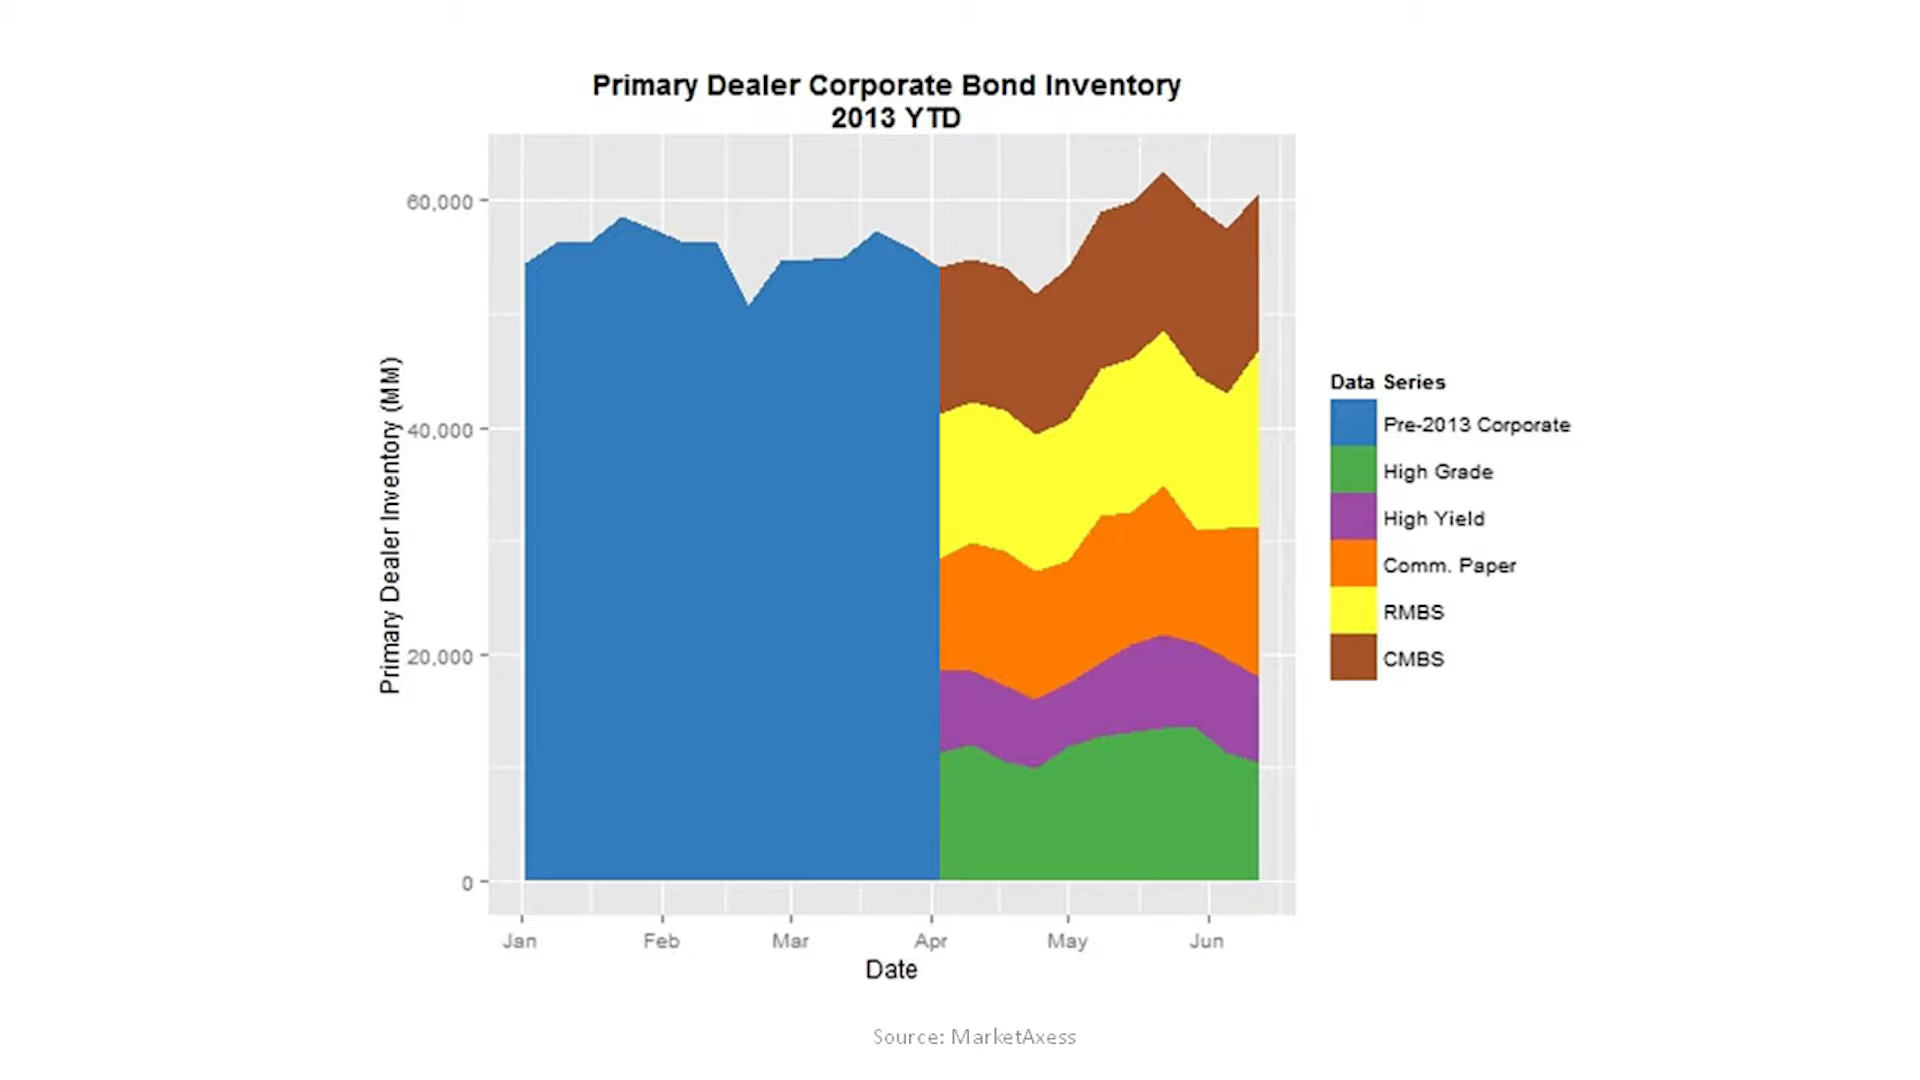 Primary Dealer Corporate Bond Inventory
2013 YTD
Primary Dealer Inventory (MM)
60,000
40,000
20,000
0
Jan Feb Mar Apr May Jun
Date
Data Series
Pre-2013 Corporate
High Grade
High Yield
Comm. Paper
RMBS
CMBS
Source: MarketAxess